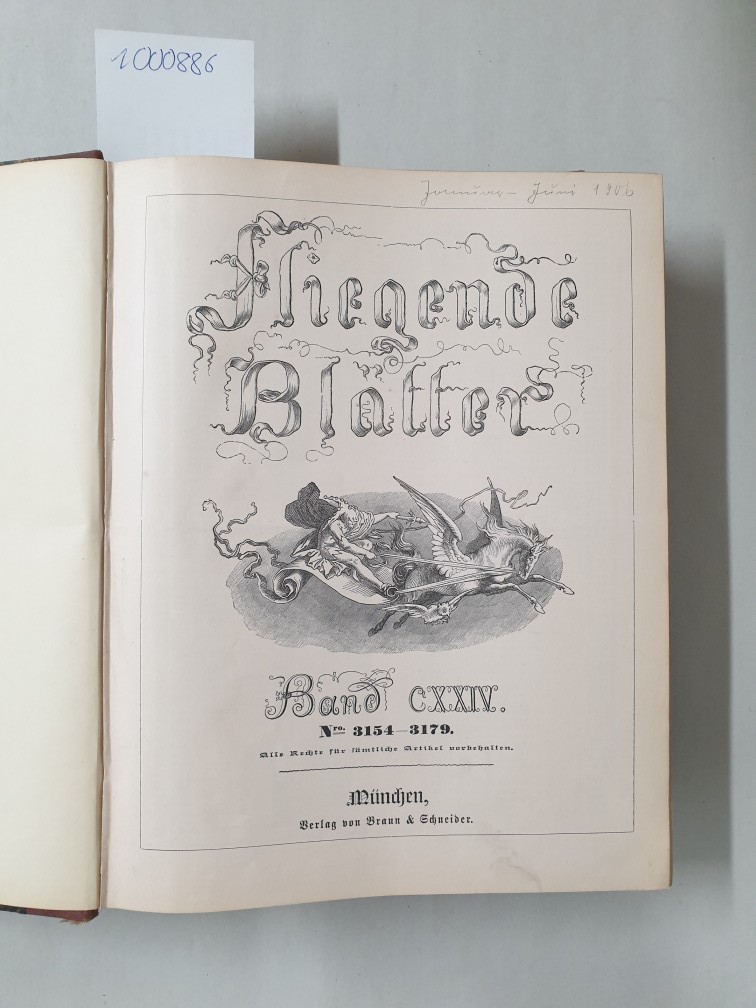 1000886
Januar - Juni 1906
Fliegende
Blätter
Band CXXIV.
Nro. 3154—3179.
Alle Rechte für sämtliche Artikel vorbehalten.
München,
Verlag von Braun & Schneider.